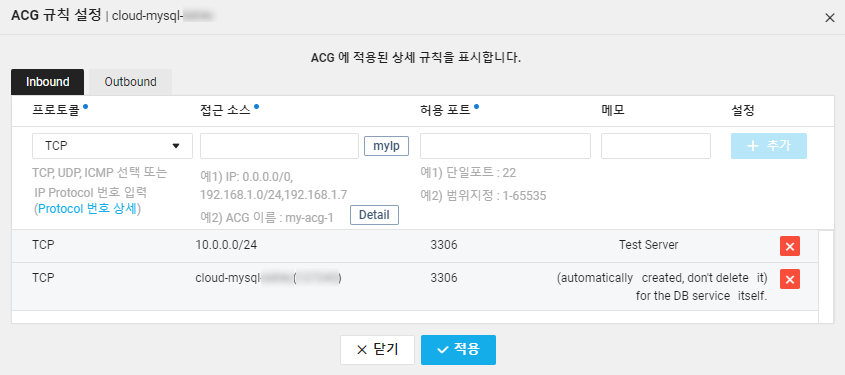 ACG 규칙 설정 | cloud-mysql-
ACG 에 적용된 상세 규칙을 표시합니다.
Inbound Outbound
프로토콜 접근 소스 허용 포트 메모 설정
TCP myIp + 추가
TCP, UDP, ICMP 선택 또는
IP Protocol 번호 입력
(Protocol 번호 상세)
예1) IP: 0.0.0.0/0,
192.168.1.0/24,192.168.1.7
예2) ACG 이름 : my-acg-1 Detail
예1) 단일포트 : 22
예2) 범위지정 : 1-65535
TCP 10.0.0.0/24 3306 Test Server
TCP cloud-mysql- ( ) 3306 (automatically created, don't delete it)
for the DB service itself.
닫기 적용